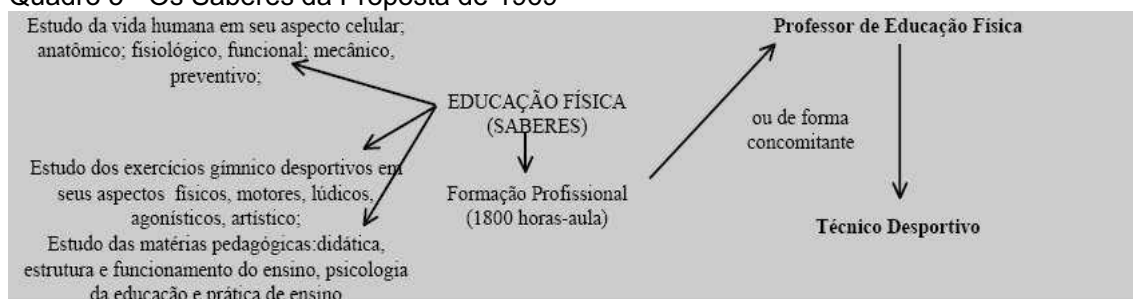 Quadro 3 - Os Saberes da Proposta de 1969
Estudo da vida humana em seu aspecto celular;
anatômico; fisiológico, funcional; mecânico,
preventivo;
EDUCAÇÃO FÍSICA
(SABERES)
Estudo dos exercícios gímnico desportivos em
seus aspectos físicos, motores, lúdicos,
agonísticos, artístico;
Estudo das matérias pedagógicas:didática,
estrutura e funcionamento do ensino, psicologia
da educação e prática de ensino
Formação Profissional
(1800 horas-aula)
Professor de Educação Física
ou de forma
concomitante
Técnico Desportivo